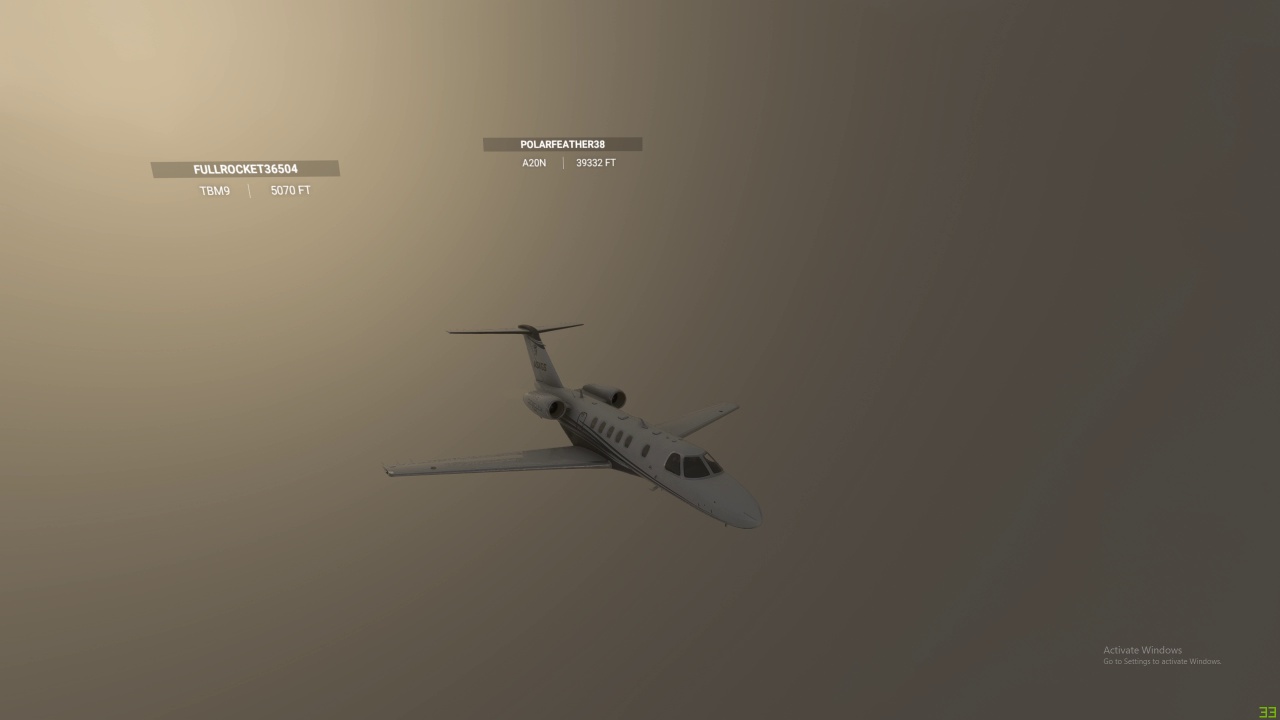 POLARFEATHER38
A20N | 39332 FT
FULLROCKET36504
TBM9 | 5070 FT
Activate Windows
Go to Settings to activate Windows.
33